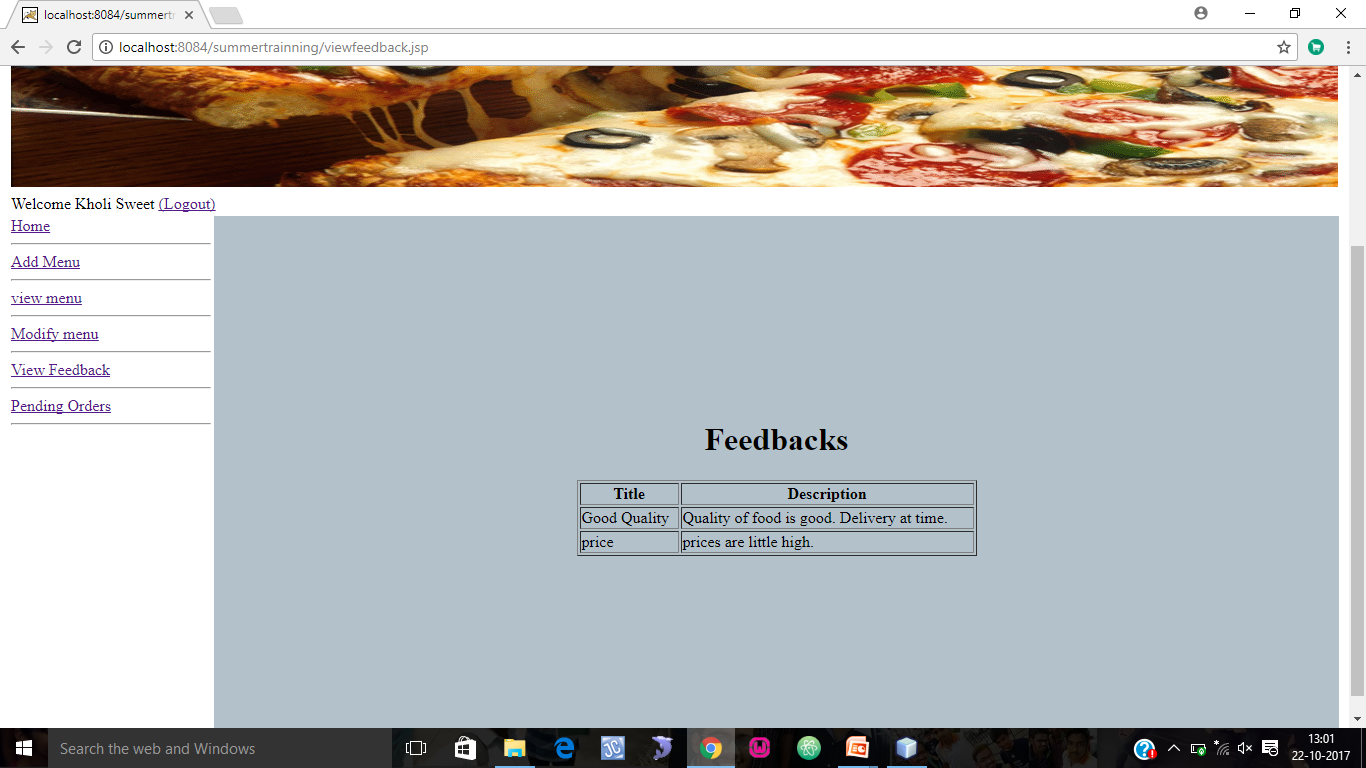 localhost:8084/summertr
localhost:8084/summertrainning/viewfeedback.jsp
Welcome Kholi Sweet (Logout)
Home
Add Menu
view menu
Modify menu
View Feedback
Pending Orders
Feedbacks
Title Description
Good Quality Quality of food is good. Delivery at time.
price prices are little high.
Search the web and Windows
13:01
22-10-2017